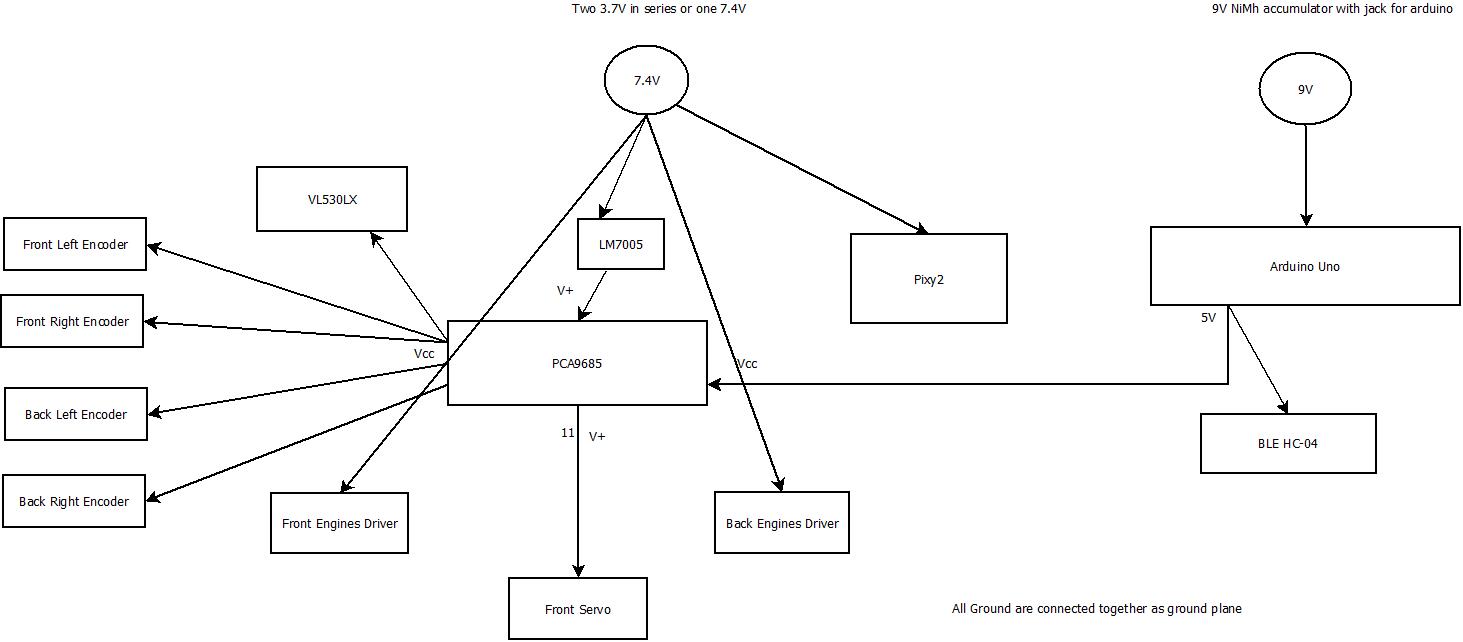 Two 3.7V in series or one 7.4V
9V NiMh accumulator with jack for arduino
7.4V
9V
VL530LX
Front Left Encoder
LM7005
Pixy2
Arduino Uno
V+
Front Right Encoder
5V
Vcc
PCA9685
Vcc
Back Left Encoder
11
V+
BLE HC-04
Back Right Encoder
Front Engines Driver
Back Engines Driver
Front Servo
All Ground are connected together as ground plane